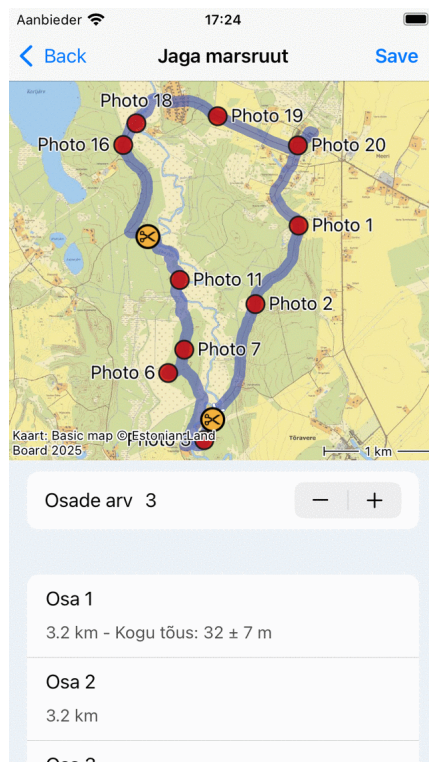 Aanbieder 17:24
Back Jaga marsruut Save
Photo 18
Photo 19
Photo 16
Photo 20
Photo 1
Photo 11
Photo 2
Photo 7
Photo 6
Kaart: Basic map © Estonian Land
Board 2025
Tõravere
1 km
Osade arv 3
− +
Osa 1
3.2 km - Kogu tõus: 32 ± 7 m
Osa 2
3.2 km